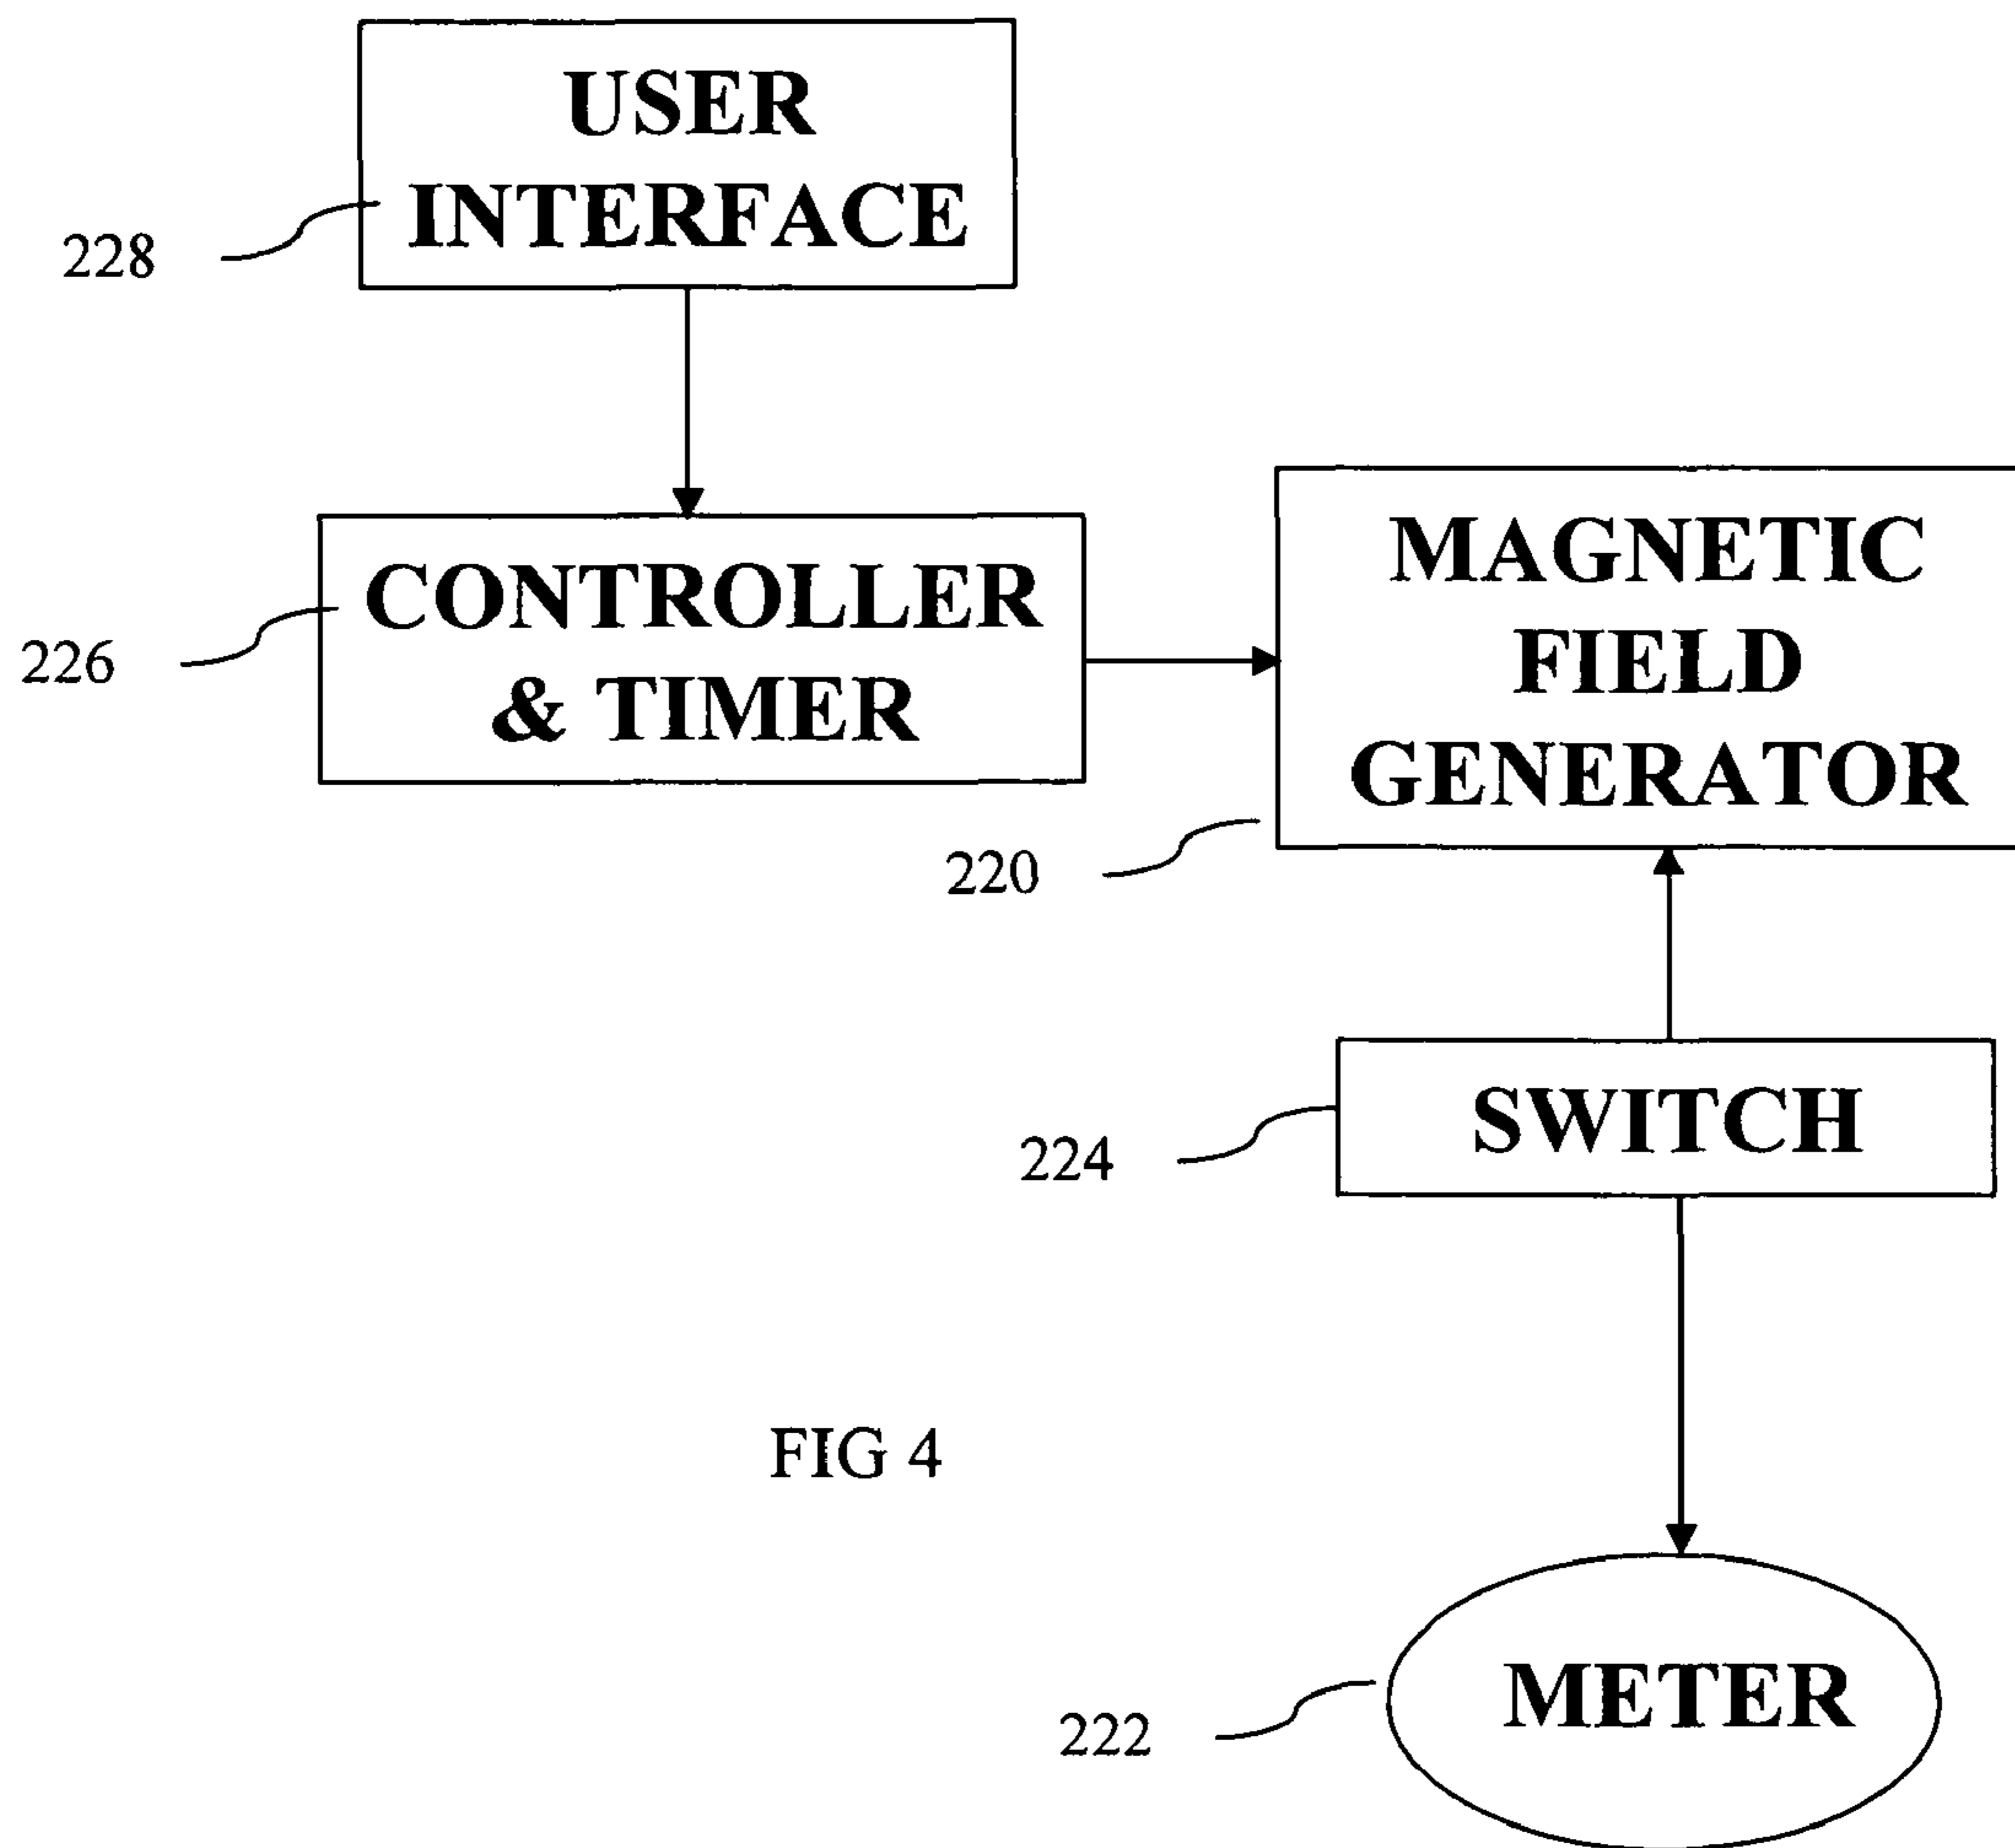 USER
INTERFACE
228
CONTROLLER
& TIMER
226
MAGNETIC
FIELD
GENERATOR
220
SWITCH
224
FIG 4
METER
222